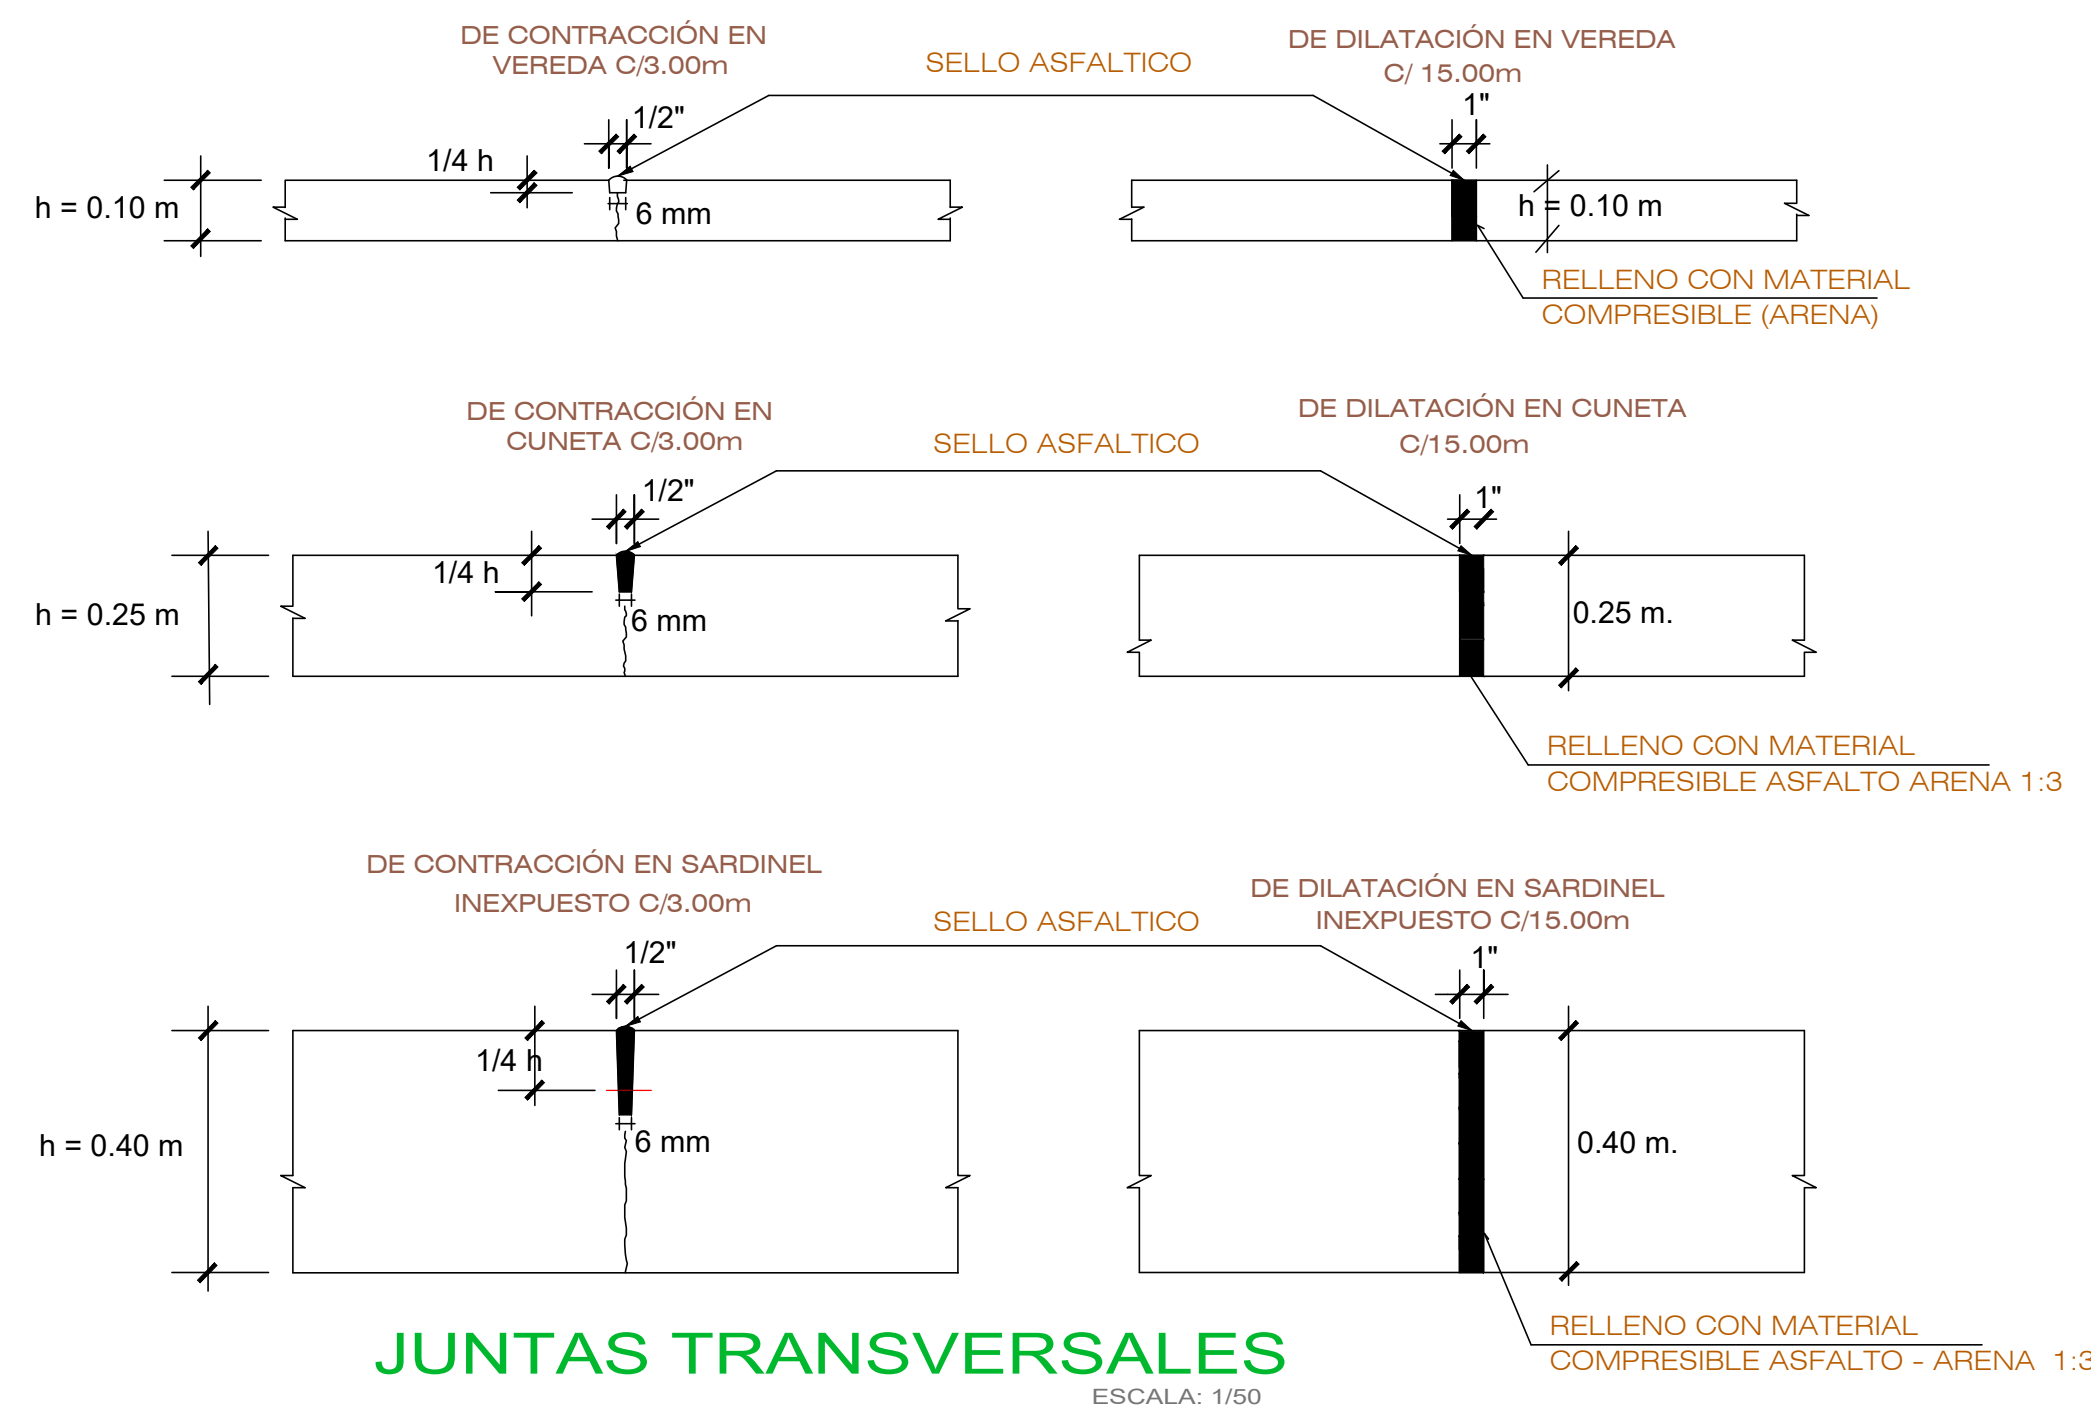 DE CONTRACCIÓN EN
VEREDA C/3.00m
SELLO ASFALTICO
DE DILATACIÓN EN VEREDA
C/ 15.00m
1/2"
1"
1/4 h
h = 0.10 m
6 mm
h = 0.10 m
RELLENO CON MATERIAL
COMPRESIBLE (ARENA)
DE CONTRACCIÓN EN
CUNETA C/3.00m
SELLO ASFALTICO
DE DILATACIÓN EN CUNETA
C/15.00m
1/2"
1"
1/4 h
h = 0.25 m
6 mm
0.25 m.
RELLENO CON MATERIAL
COMPRESIBLE ASFALTO ARENA 1:3
DE CONTRACCIÓN EN SARDINEL
INEXPUESTO C/3.00m
SELLO ASFALTICO
DE DILATACIÓN EN SARDINEL
INEXPUESTO C/15.00m
1/2"
1"
1/4 h
h = 0.40 m
6 mm
0.40 m.
RELLENO CON MATERIAL
COMPRESIBLE ASFALTO - ARENA 1:3
JUNTAS TRANSVERSALES
ESCALA: 1/50